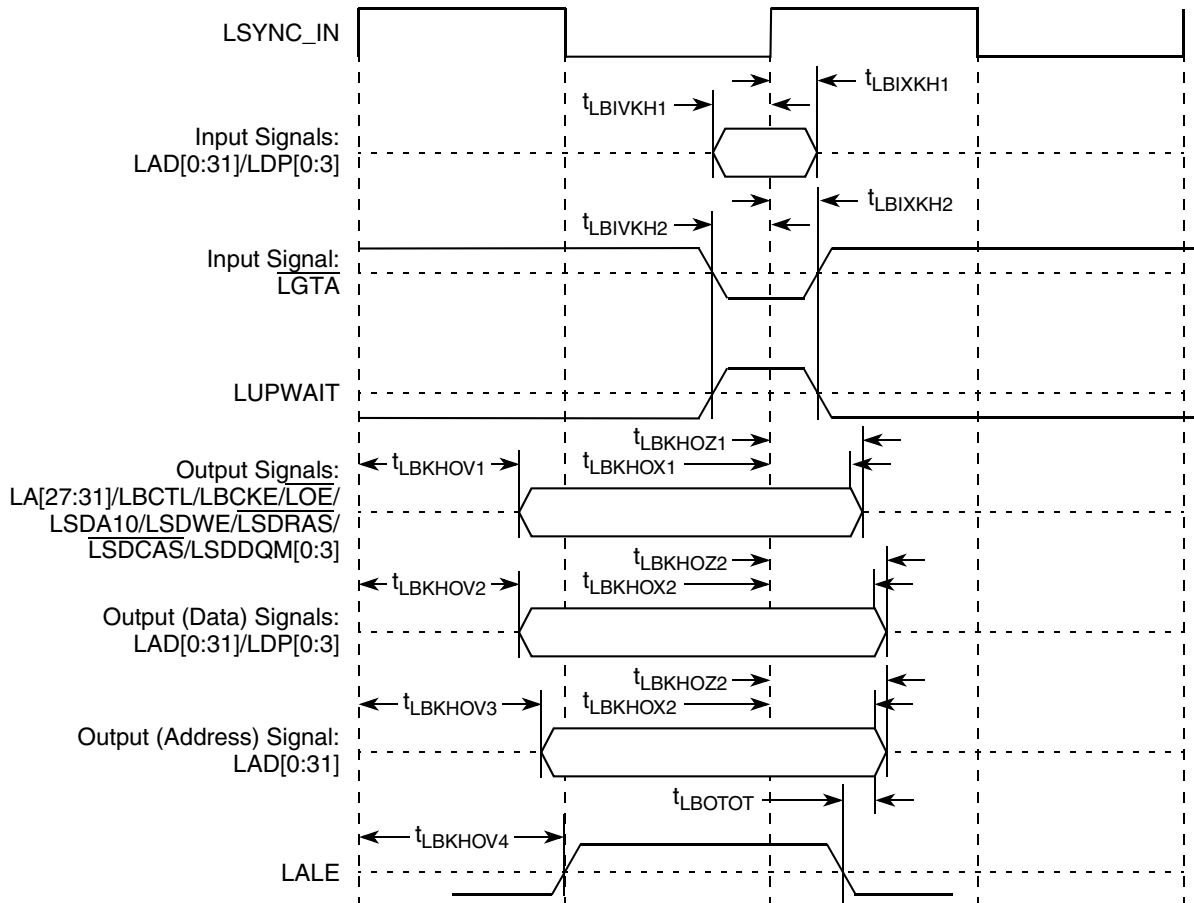 LSYNC_IN
tLBIXKH1
tLBIVKH1
Input Signals:
LAD[0:31]/LDP[0:3]
tLBIXKH2
tLBIVKH2
Input Signal:
LGTA
LUPWAIT
tLBKHOZ1
tLBKHOV1
tLBKHOX1
Output Signals:
LA[27:31]/LBCTL/LBCKE/LOE/
LSDA10/LSDWE/LSDRAS/
LSDCAS/LSDDQM[0:3]
tLBKHOZ2
tLBKHOV2
tLBKHOX2
Output (Data) Signals:
LAD[0:31]/LDP[0:3]
tLBKHOZ2
tLBKHOV3
tLBKHOX2
Output (Address) Signal:
LAD[0:31]
tLBOTOT
tLBKHOV4
LALE